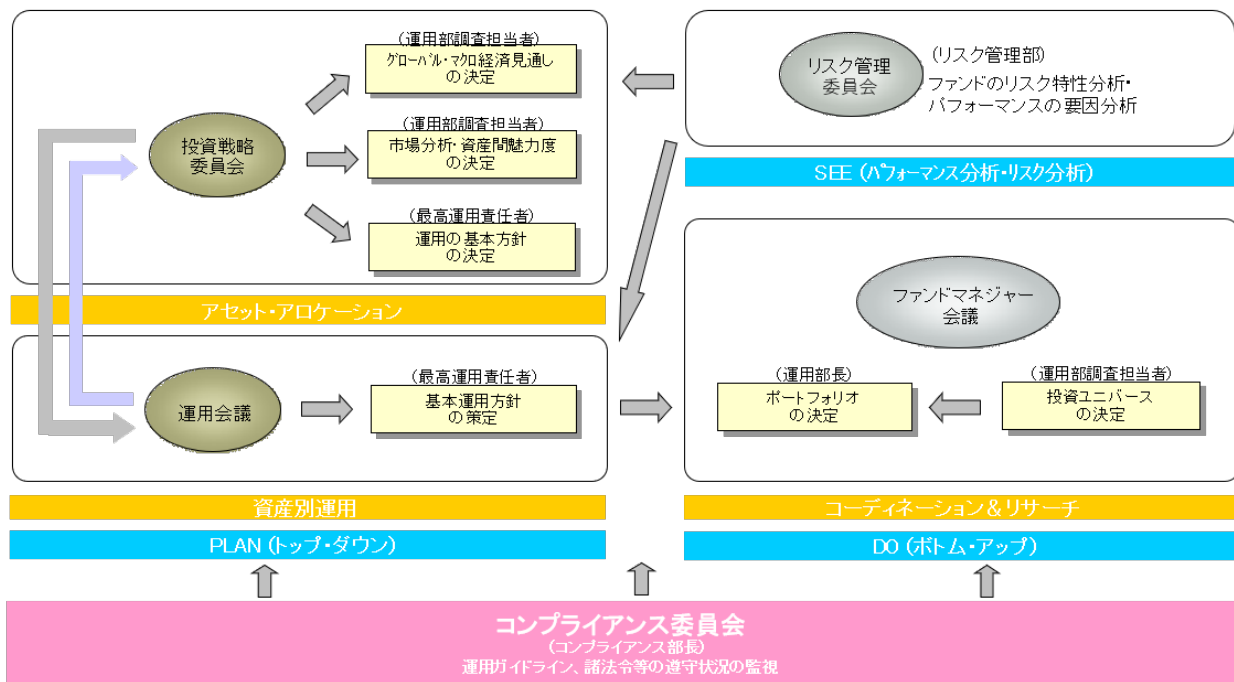 (運用部調査担当者)
グローバル・マクロ経済見通し
の決定
投資戦略
委員会
(運用部調査担当者)
市場分析・資産間魅力度
の決定
(最高運用責任者)
運用の基本方針
の決定
アセット・アロケーション
リスク管理
委員会
(リスク管理部)
ファンドのリスク特性分析・
パフォーマンスの要因分析
SEE (パフォーマンス分析・リスク分析)
運用会議
(最高運用責任者)
基本運用方針
の策定
資産別運用
PLAN (トップ・ダウン)
ファンドマネジャー
会議
(運用部長)
ポートフォリオ
の決定
(運用部調査担当者)
投資ユニバース
の決定
コーディネーション＆リサーチ
DO (ボトム・アップ)
コンプライアンス委員会
(コンプライアンス部長)
運用ガイドライン、諸法令等の遵守状況の監視